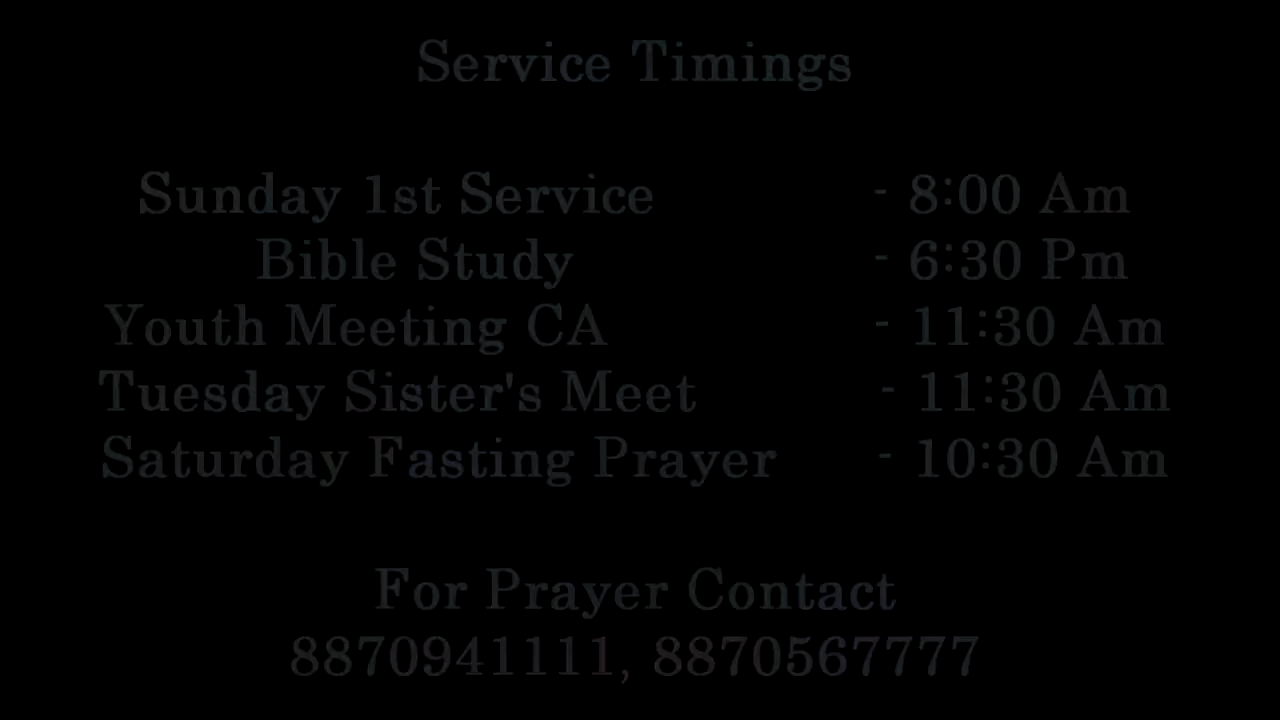 Service Timings
Sunday 1st Service - 8:00 Am
Bible Study - 6:30 Pm
Youth Meeting CA - 11:30 Am
Tuesday Sister's Meet - 11:30 Am
Saturday Fasting Prayer - 10:30 Am
For Prayer Contact
8870941111, 8870567777